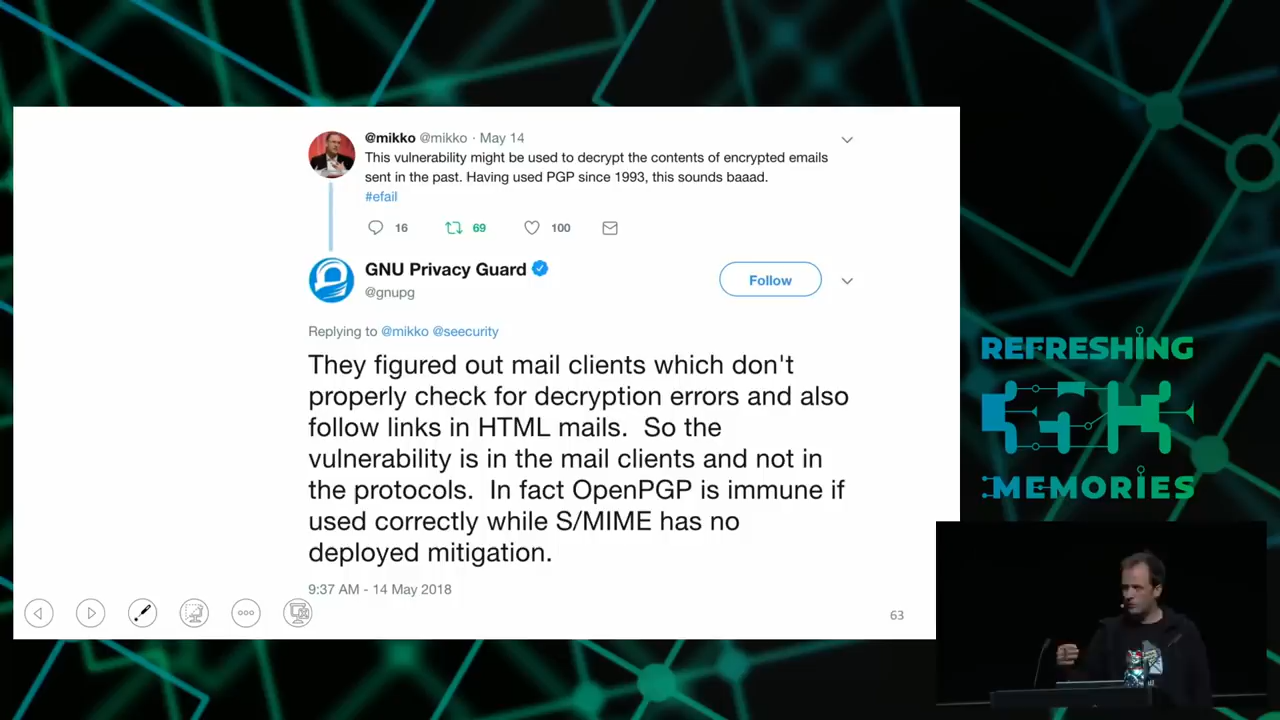 @mikko @mikko · May 14
This vulnerability might be used to decrypt the contents of encrypted emails
sent in the past. Having used PGP since 1993, this sounds baaad.
#efail
16 69 100
GNU Privacy Guard
@gnupg
Follow
Replying to @mikko @seecurity
They figured out mail clients which don't
properly check for decryption errors and also
follow links in HTML mails.  So the
vulnerability is in the mail clients and not in
the protocols.  In fact OpenPGP is immune if
used correctly while S/MIME has no
deployed mitigation.
9:37 AM - 14 May 2018
63
REFRESHING
35C3
MEMORIES